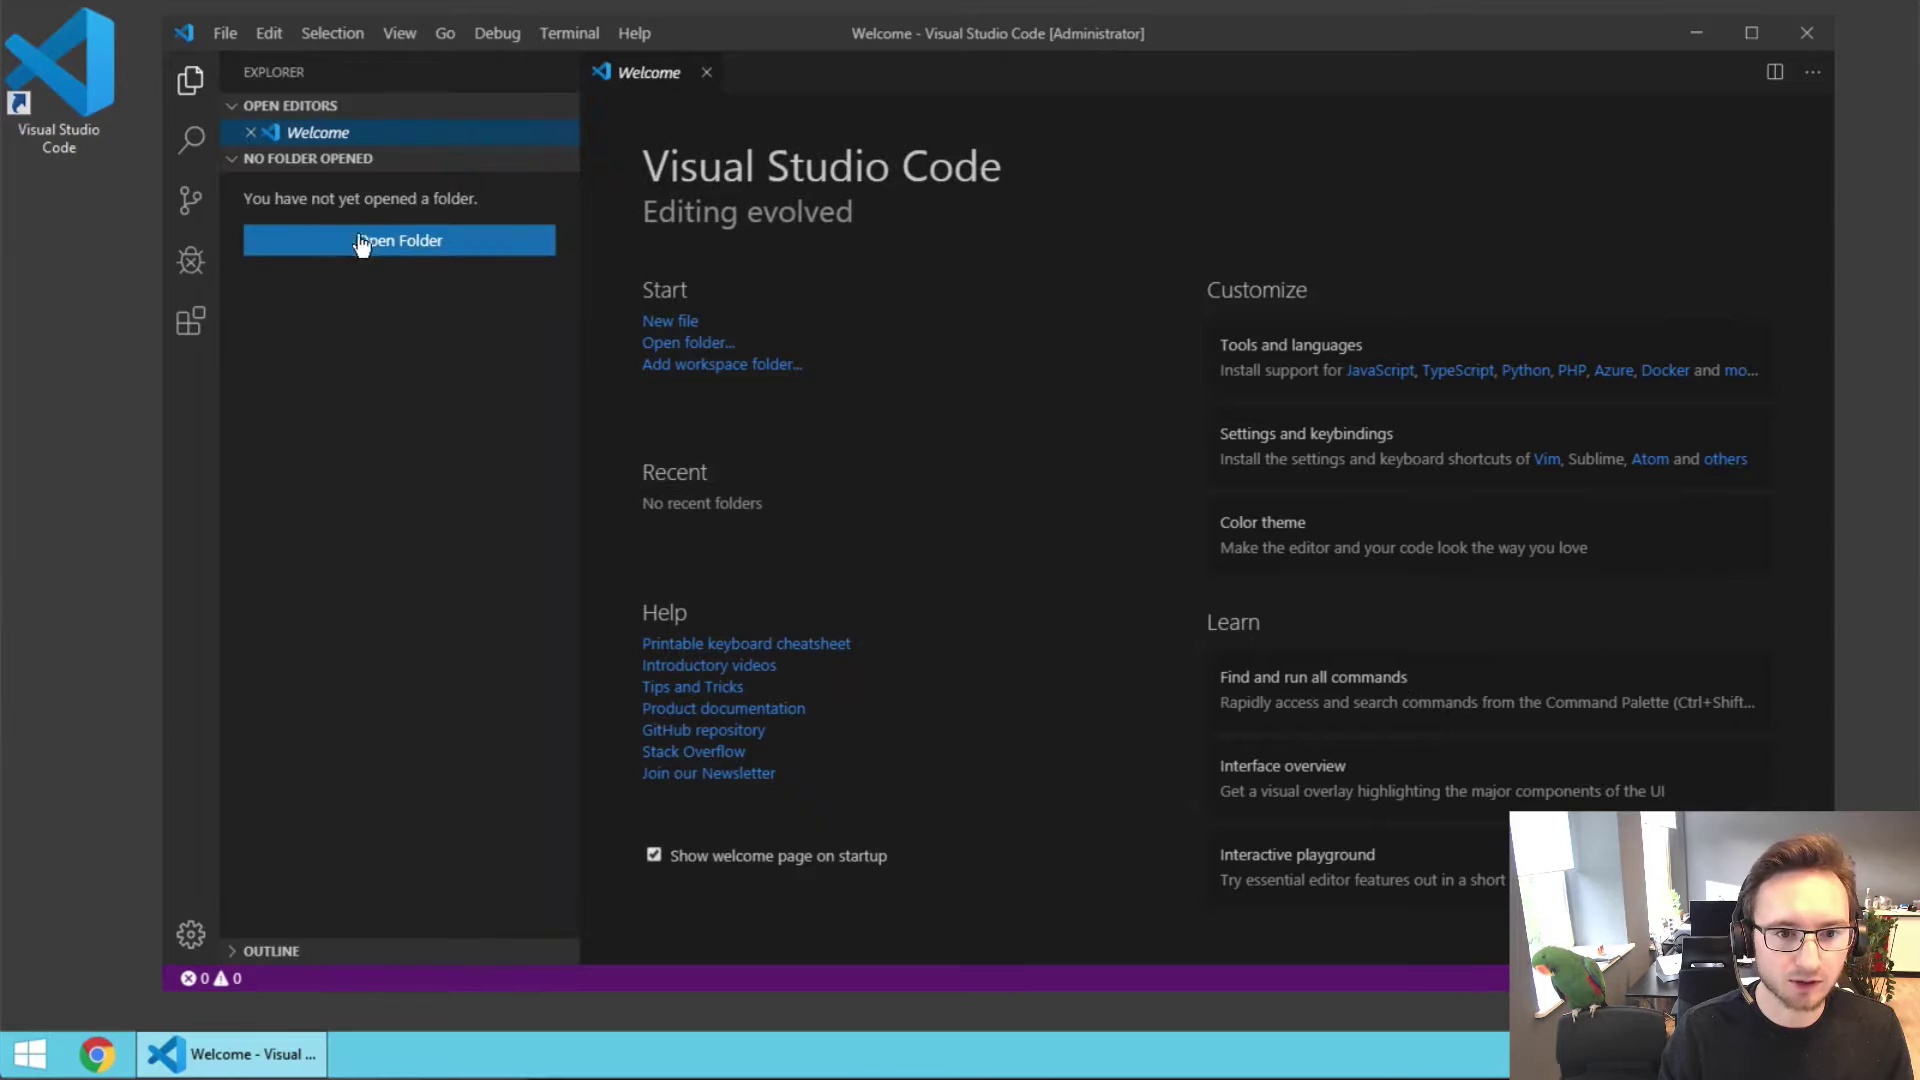 Visual Studio
Code
File Edit Selection View Go Debug Terminal Help
Welcome - Visual Studio Code [Administrator]
EXPLORER
OPEN EDITORS
Welcome
NO FOLDER OPENED
You have not yet opened a folder.
Open Folder
OUTLINE
Welcome
Visual Studio Code
Editing evolved
Start
New file
Open folder...
Add workspace folder...
Recent
No recent folders
Help
Printable keyboard cheatsheet
Introductory videos
Tips and Tricks
Product documentation
GitHub repository
Stack Overflow
Join our Newsletter
Show welcome page on startup
Customize
Tools and languages
Install support for JavaScript, TypeScript, Python, PHP, Azure, Docker and mo...
Settings and keybindings
Install the settings and keyboard shortcuts of Vim, Sublime, Atom and others
Color theme
Make the editor and your code look the way you love
Learn
Find and run all commands
Rapidly access and search commands from the Command Palette (Ctrl+Shift...
Interface overview
Get a visual overlay highlighting the major components of the UI
Interactive playground
Try essential editor features out in a short
0 0
Welcome - Visual ...